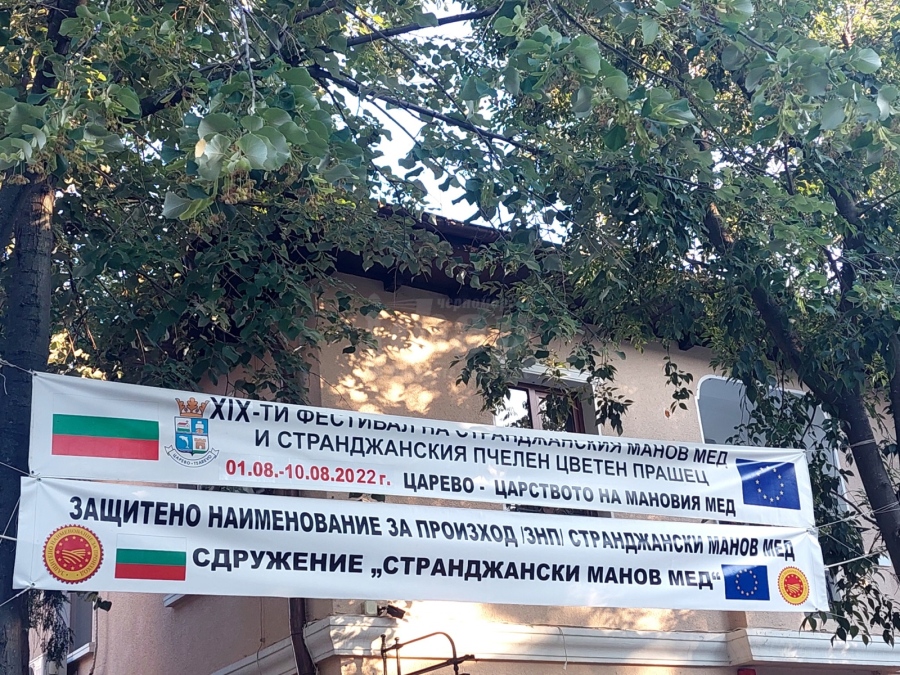 XIX-ТИ ФЕСТИВАЛ НА СТРАНДЖАНСКИЯ МАНОВ МЕД
И СТРАНДЖАНСКИЯ ПЧЕЛЕН ЦВЕТЕН ПРАШЕЦ
01.08.-10.08.2022 г. ЦАРЕВО - ЦАРСТВОТО НА МАНОВИЯ МЕД
ЗАЩИТЕНО НАИМЕНОВАНИЕ ЗА ПРОИЗХОД /ЗНП/ СТРАНДЖАНСКИ МАНОВ МЕД
СДРУЖЕНИЕ „СТРАНДЖАНСКИ МАНОВ МЕД“